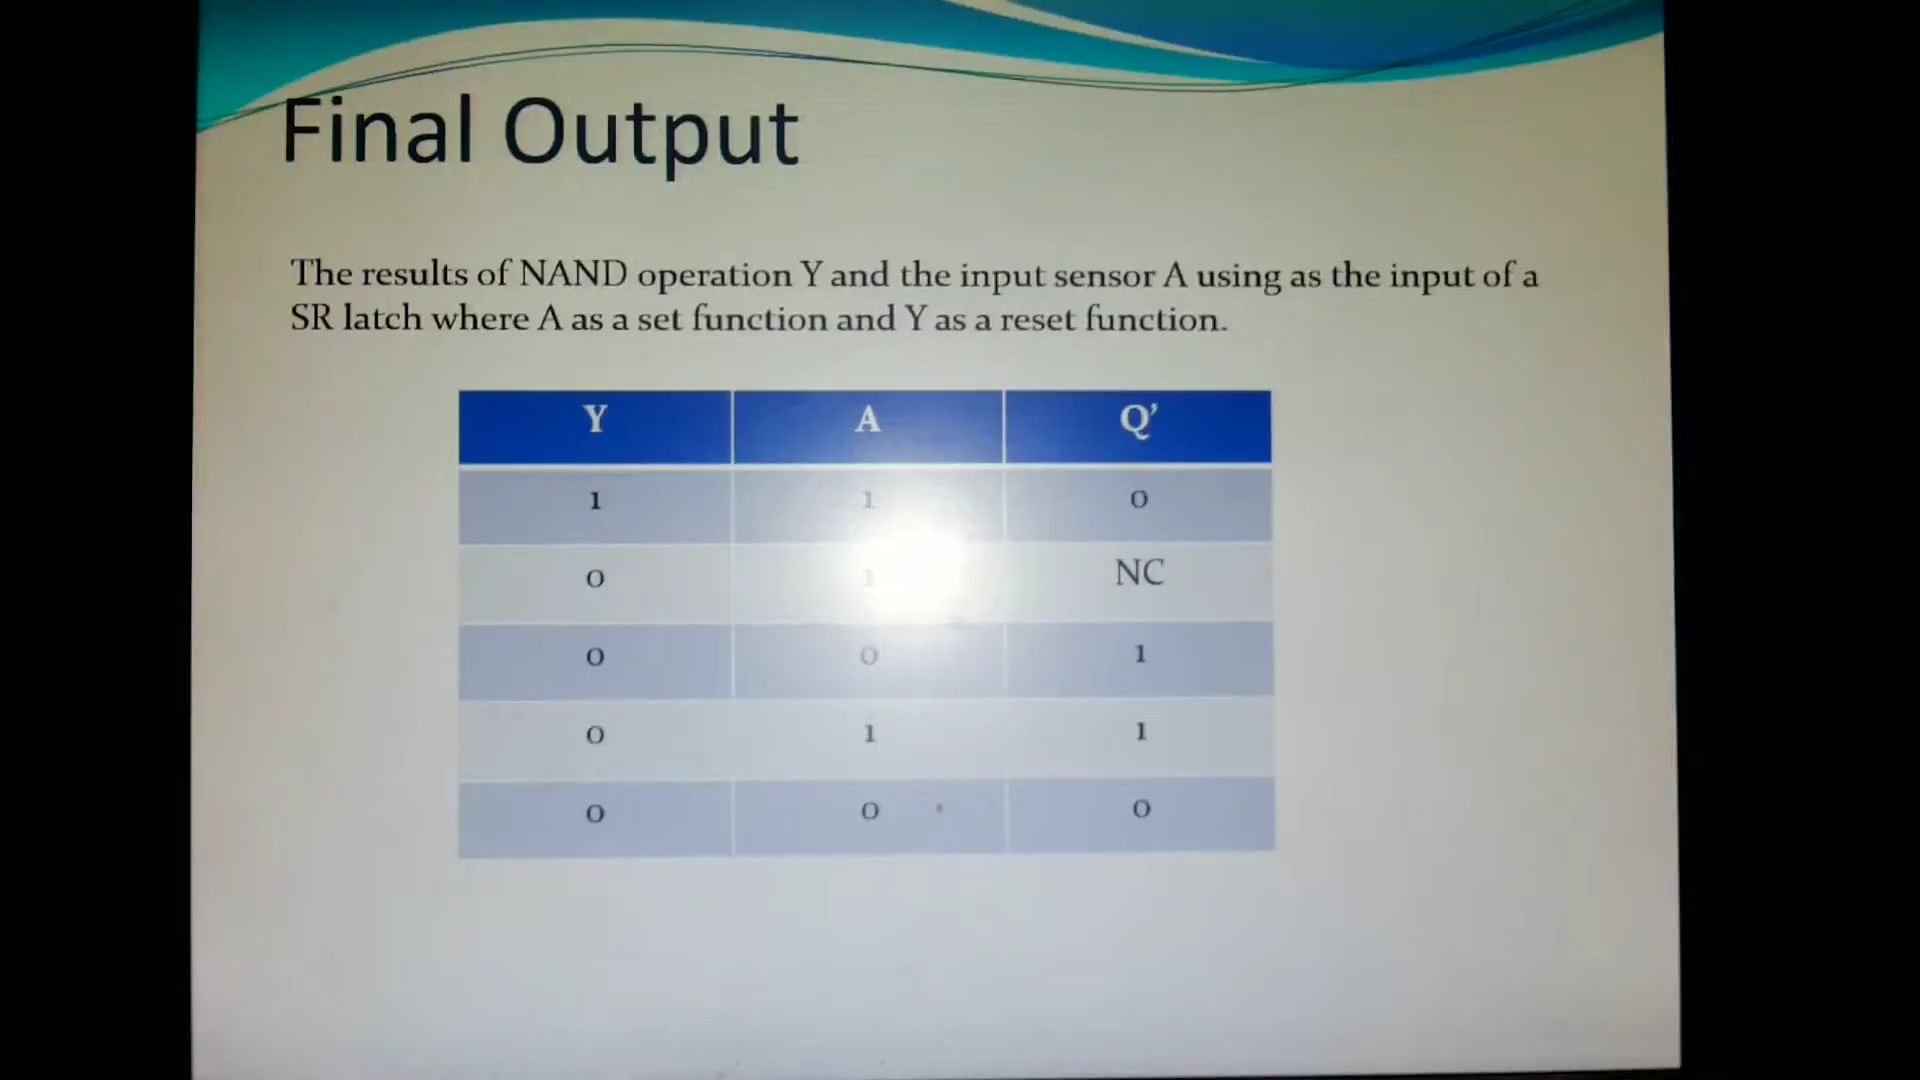 Final Output
The results of NAND operation Y and the input sensor A using as the input of a
SR latch where A as a set function and Y as a reset function.
Y A Q’
1 1 0
0 1 NC
0 0 1
0 1 1
0 0 0